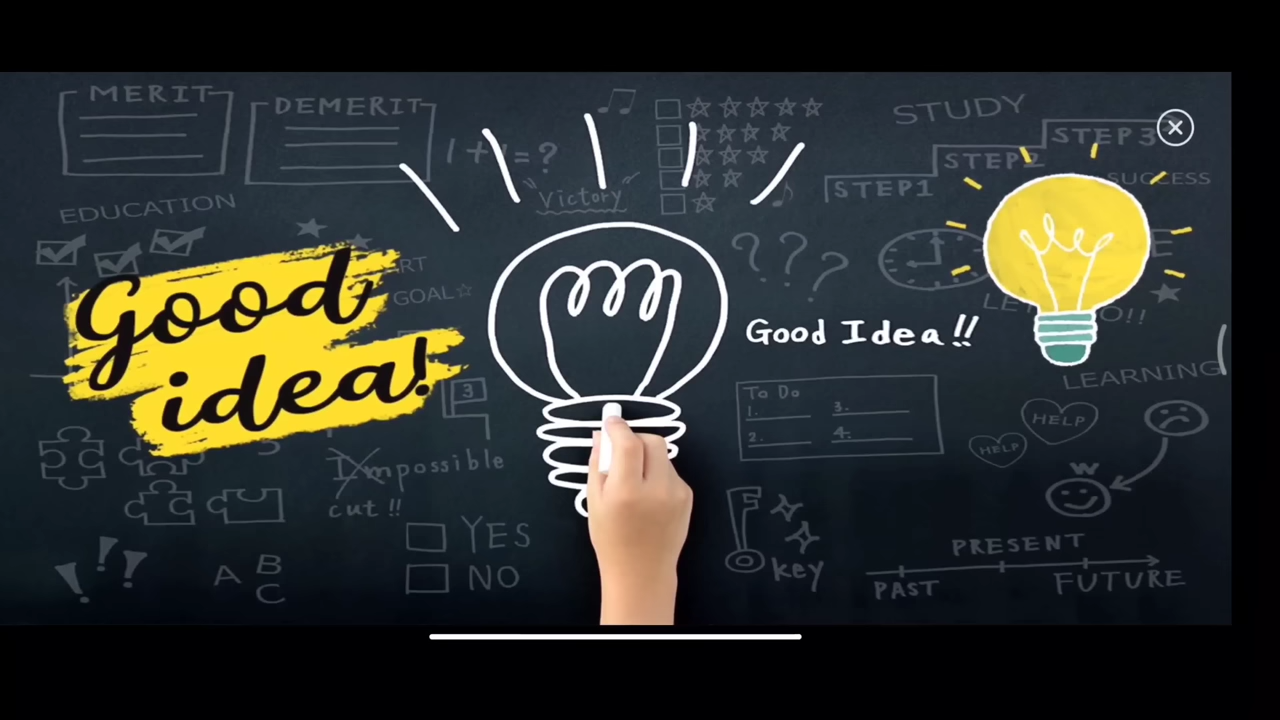 MERIT
DEMERIT
1+1=?
Victory
STUDY
STEP1
STEP2
STEP3
SUCCESS
EDUCATION
Good
idea!
GOAL
???
Good Idea!!
LEARNING
To Do
1.
2.
3.
4.
HELP
HELP
3
Impossible
cut!!
YES
NO
A
B
C
key
PRESENT
PAST
FUTURE